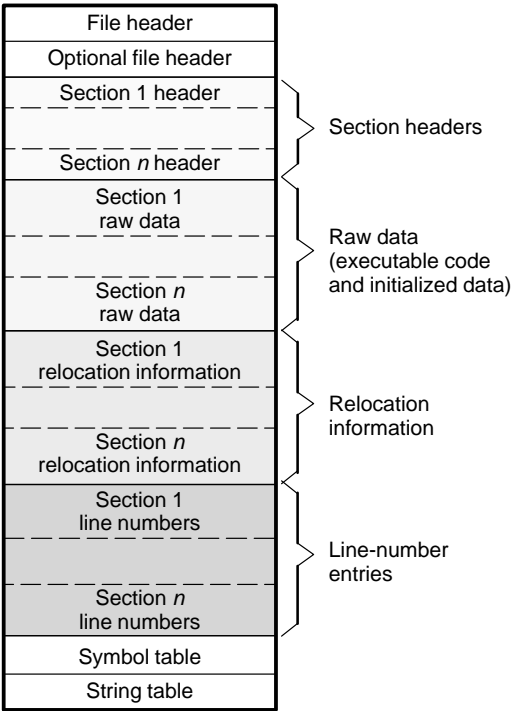 File header
Optional file header
Section 1 header
Section n header
Section headers
Section 1
raw data
Section n
raw data
Raw data
(executable code
and initialized data)
Section 1
relocation information
Section n
relocation information
Relocation
information
Section 1
line numbers
Section n
line numbers
Line-number
entries
Symbol table
String table